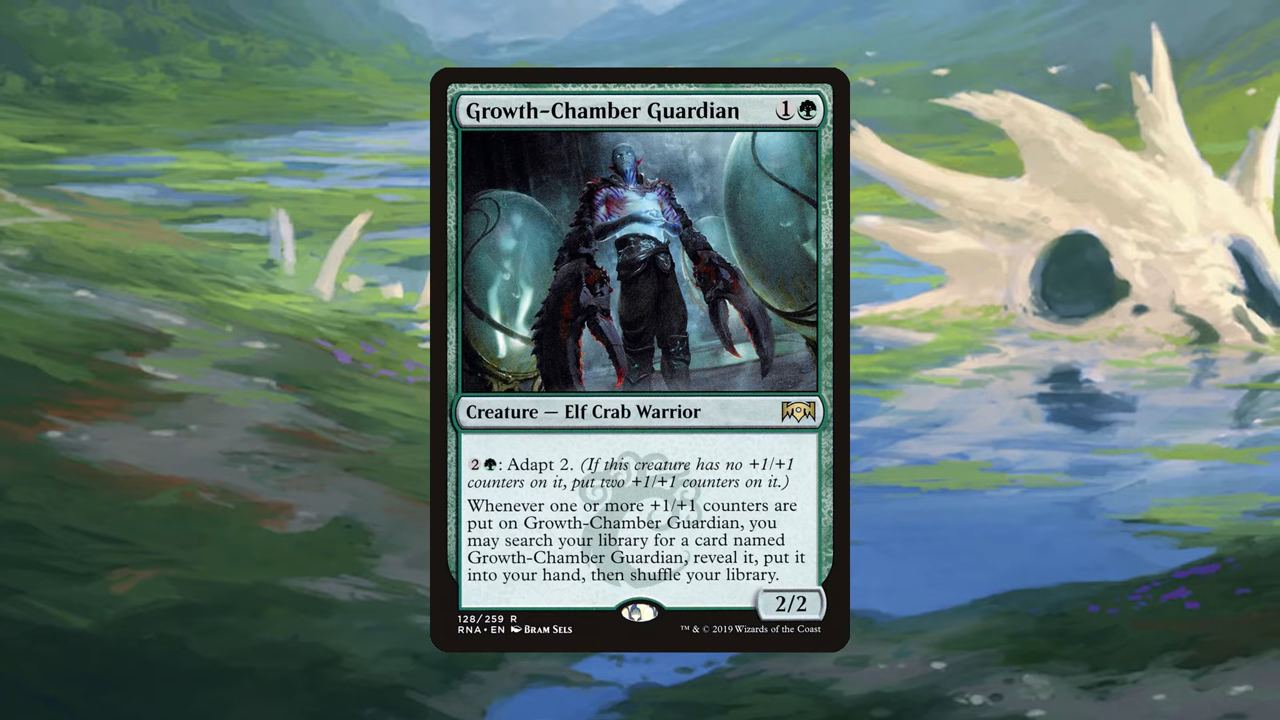 Growth-Chamber Guardian 1
Creature — Elf Crab Warrior
2: Adapt 2. (If this creature has no +1/+1
counters on it, put two +1/+1 counters on it.)
Whenever one or more +1/+1 counters are
put on Growth-Chamber Guardian, you
may search your library for a card named
Growth-Chamber Guardian, reveal it, put it
into your hand, then shuffle your library.
2/2
128/259 R
RNA • EN Bram Sels
™ & © 2019 Wizards of the Coast